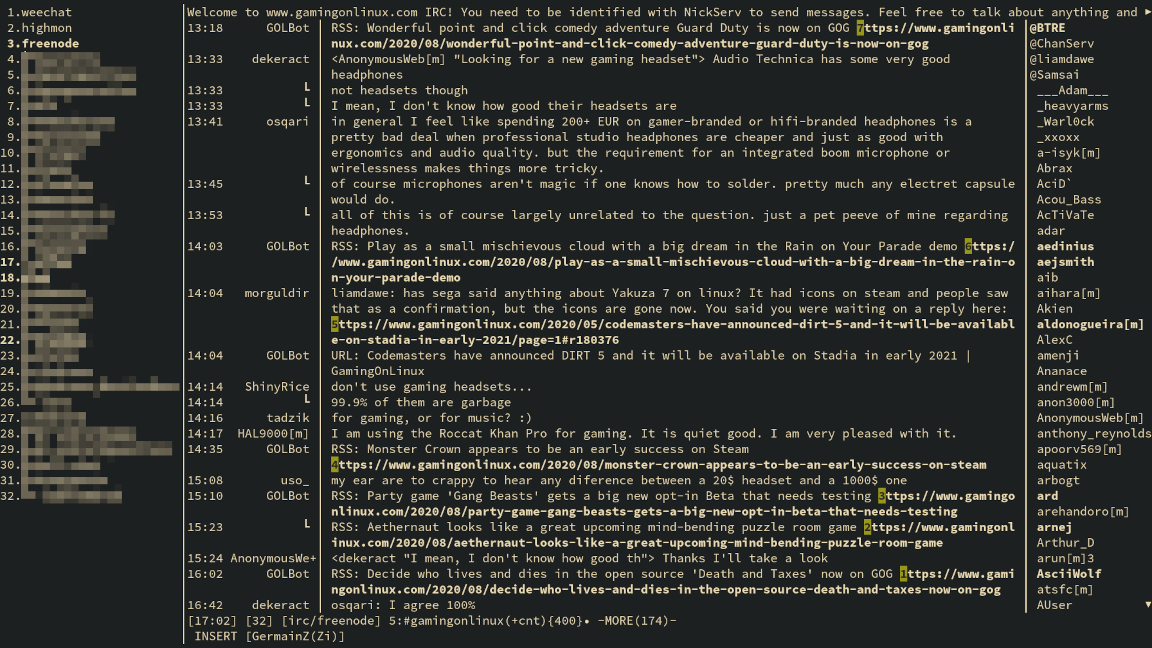 Welcome to www.gamingonlinux.com IRC! You need to be identified with NickServ to send messages. Feel free to talk about anything and ▶
1.weechat
2.highmon
3.freenode
4.
5.
6.
7.
8.
9.
10.
11.
12.
13.
14.
15.
16.
17.
18.
19.
20.
21.
22.
23.
24.
25.
26.
27.
28.
29.
30.
31.
32.
13:18 GOLBot RSS: Wonderful point and click comedy adventure Guard Duty is now on GOG 7ttps://www.gamingonli
nux.com/2020/08/wonderful-point-and-click-comedy-adventure-guard-duty-is-now-on-gog
13:33 dekeract <AnonymousWeb[m] "Looking for a new gaming headset"> Audio Technica has some very good
headphones
13:33 └ not headsets though
13:33 └ I mean, I don't know how good their headsets are
13:41 osqari in general I feel like spending 200+ EUR on gamer-branded or hifi-branded headphones is a
pretty bad deal when professional studio headphones are cheaper and just as good with
ergonomics and audio quality. but the requirement for an integrated boom microphone or
wirelessness makes things more tricky.
13:45 └ of course microphones aren't magic if one knows how to solder. pretty much any electret capsule
would do.
13:53 └ all of this is of course largely unrelated to the question. just a pet peeve of mine regarding
headphones.
14:03 GOLBot RSS: Play as a small mischievous cloud with a big dream in the Rain on Your Parade demo 6ttps:/
/www.gamingonlinux.com/2020/08/play-as-a-small-mischievous-cloud-with-a-big-dream-in-the-rain-o
n-your-parade-demo
14:04 morguldir liamdawe: has sega said anything about Yakuza 7 on linux? It had icons on steam and people saw
that as a confirmation, but the icons are gone now. You said you were waiting on a reply here:
5ttps://www.gamingonlinux.com/2020/05/codemasters-have-announced-dirt-5-and-it-will-be-availabl
e-on-stadia-in-early-2021/page=1#r180376
14:04 GOLBot URL: Codemasters have announced DIRT 5 and it will be available on Stadia in early 2021 |
GamingOnLinux
14:14 ShinyRice don't use gaming headsets...
14:14 └ 99.9% of them are garbage
14:16 tadzik for gaming, or for music? :)
14:17 HAL9000[m] I am using the Roccat Khan Pro for gaming. It is quiet good. I am very pleased with it.
14:35 GOLBot RSS: Monster Crown appears to be an early success on Steam
4ttps://www.gamingonlinux.com/2020/08/monster-crown-appears-to-be-an-early-success-on-steam
15:08 uso_ my ear are to crappy to hear any diference between a 20$ headset and a 1000$ one
15:10 GOLBot RSS: Party game 'Gang Beasts' gets a big new opt-in Beta that needs testing 3ttps://www.gamingo
nlinux.com/2020/08/party-game-gang-beasts-gets-a-big-new-opt-in-beta-that-needs-testing
15:23 └ RSS: Aethernaut looks like a great upcoming mind-bending puzzle room game 2ttps://www.gamingonl
inux.com/2020/08/aethernaut-looks-like-a-great-upcoming-mind-bending-puzzle-room-game
15:24 AnonymousWe+ <dekeract "I mean, I don't know how good th"> Thanks I'll take a look
16:02 GOLBot RSS: Decide who lives and dies in the open source 'Death and Taxes' now on GOG 1ttps://www.gami
ngonlinux.com/2020/08/decide-who-lives-and-dies-in-the-open-source-death-and-taxes-now-on-gog
16:42 dekeract osqari: I agree 100%
@BTRE
@ChanServ
@liamdawe
@Samsai
___Adam___
_heavyarms
_Warl0ck
_xxoxx
a-isyk[m]
Abrax
AciD`
Acou_Bass
AcTiVaTe
adar
aedinius
aejsmith
aib
aihara[m]
Akien
aldonogueira[m]
AlexC
amenji
Ananace
andrewm[m]
anon3000[m]
AnonymousWeb[m]
anthony_reynolds
apoorv569[m]
aquatix
arbogt
ard
arehandoro[m]
arnej
Arthur_D
arun[m]3
AsciiWolf
atsfc[m]
AUser ▼
[17:02] [32] [irc/freenode] 5:#gamingonlinux(+cnt){400}• -MORE(174)-
INSERT [GermainZ(Zi)]